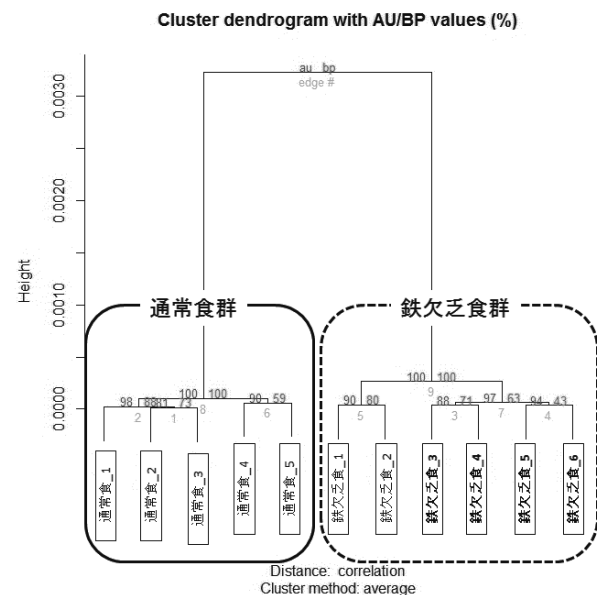 Cluster dendrogram with AU/BP values (%)
au bp
edge #
Height
0.0030
0.0020
0.0010
0.0000
通常食群
鉄欠乏食群
100 100
9
100 100
8
98 88
2
81 73
1
90 59
6
90 80
5
88 71
3
97 63
7
94 43
4
通常食_1
通常食_2
通常食_3
通常食_4
通常食_5
鉄欠乏食_1
鉄欠乏食_2
鉄欠乏食_3
鉄欠乏食_4
鉄欠乏食_5
鉄欠乏食_6
Distance: correlation
Cluster method: average